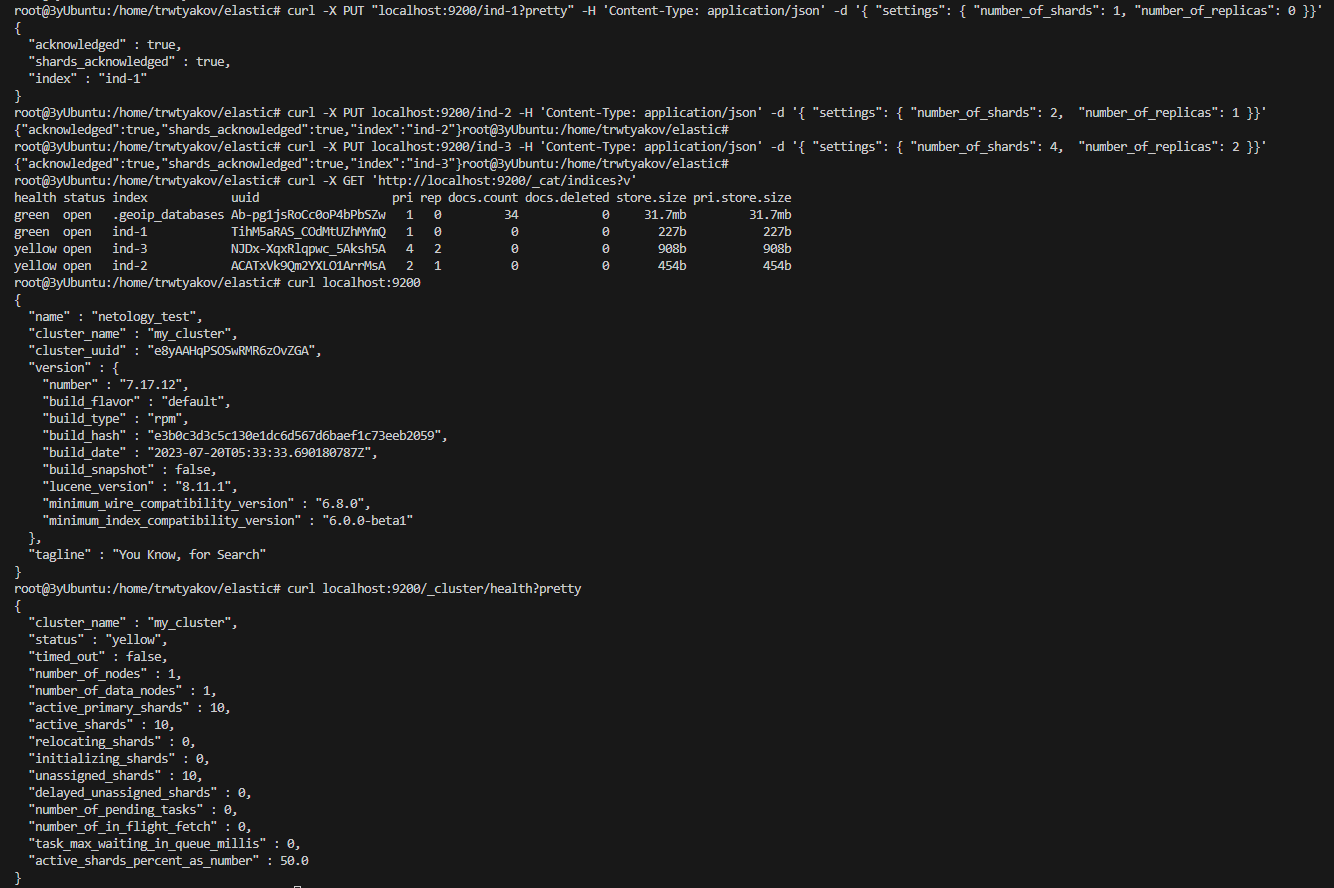 root@3yUbuntu:/home/trwtyakov/elastic# curl -X PUT "localhost:9200/ind-1?pretty" -H 'Content-Type: application/json' -d '{ "settings": { "number_of_shards": 1, "number_of_replicas": 0 }}'
{
  "acknowledged" : true,
  "shards_acknowledged" : true,
  "index" : "ind-1"
}
root@3yUbuntu:/home/trwtyakov/elastic# curl -X PUT localhost:9200/ind-2 -H 'Content-Type: application/json' -d '{ "settings": { "number_of_shards": 2,  "number_of_replicas": 1 }}'
{"acknowledged":true,"shards_acknowledged":true,"index":"ind-2"}root@3yUbuntu:/home/trwtyakov/elastic#
root@3yUbuntu:/home/trwtyakov/elastic# curl -X PUT localhost:9200/ind-3 -H 'Content-Type: application/json' -d '{ "settings": { "number_of_shards": 4,  "number_of_replicas": 2 }}'
{"acknowledged":true,"shards_acknowledged":true,"index":"ind-3"}root@3yUbuntu:/home/trwtyakov/elastic#
root@3yUbuntu:/home/trwtyakov/elastic# curl -X GET 'http://localhost:9200/_cat/indices?v'
health status index            uuid                   pri rep docs.count docs.deleted store.size pri.store.size
green  open   .geoip_databases Ab-pg1jsRoCc0oP4bPbSZw   1   0         34            0     31.7mb         31.7mb
green  open   ind-1            TihM5aRAS_COdMtUZhMYmQ   1   0          0            0       227b           227b
yellow open   ind-3            NJDx-XqxRlqpwc_5Aksh5A   4   2          0            0       908b           908b
yellow open   ind-2            ACATxVk9Qm2YXLO1ArrMsA   2   1          0            0       454b           454b
root@3yUbuntu:/home/trwtyakov/elastic# curl localhost:9200
{
  "name" : "netology_test",
  "cluster_name" : "my_cluster",
  "cluster_uuid" : "e8yAAHqPSOSwRMR6zOvZGA",
  "version" : {
    "number" : "7.17.12",
    "build_flavor" : "default",
    "build_type" : "rpm",
    "build_hash" : "e3b0c3d3c5c130e1dc6d567d6baef1c73eeb2059",
    "build_date" : "2023-07-20T05:33:33.690180787Z",
    "build_snapshot" : false,
    "lucene_version" : "8.11.1",
    "minimum_wire_compatibility_version" : "6.8.0",
    "minimum_index_compatibility_version" : "6.0.0-beta1"
  },
  "tagline" : "You Know, for Search"
}
root@3yUbuntu:/home/trwtyakov/elastic# curl localhost:9200/_cluster/health?pretty
{
  "cluster_name" : "my_cluster",
  "status" : "yellow",
  "timed_out" : false,
  "number_of_nodes" : 1,
  "number_of_data_nodes" : 1,
  "active_primary_shards" : 10,
  "active_shards" : 10,
  "relocating_shards" : 0,
  "initializing_shards" : 0,
  "unassigned_shards" : 10,
  "delayed_unassigned_shards" : 0,
  "number_of_pending_tasks" : 0,
  "number_of_in_flight_fetch" : 0,
  "task_max_waiting_in_queue_millis" : 0,
  "active_shards_percent_as_number" : 50.0
}